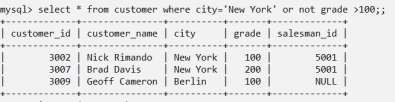 mysql> select * from customer where city='New York' or not grade >100;;
+-------------+---------------+----------+-------+-------------+
| customer_id | customer_name | city     | grade | salesman_id |
+-------------+---------------+----------+-------+-------------+
|        3002 | Nick Rimando  | New York |   100 |        5001 |
|        3007 | Brad Davis    | New York |   200 |        5001 |
|        3009 | Geoff Cameron | Berlin   |   100 |        NULL |
+-------------+---------------+----------+-------+-------------+